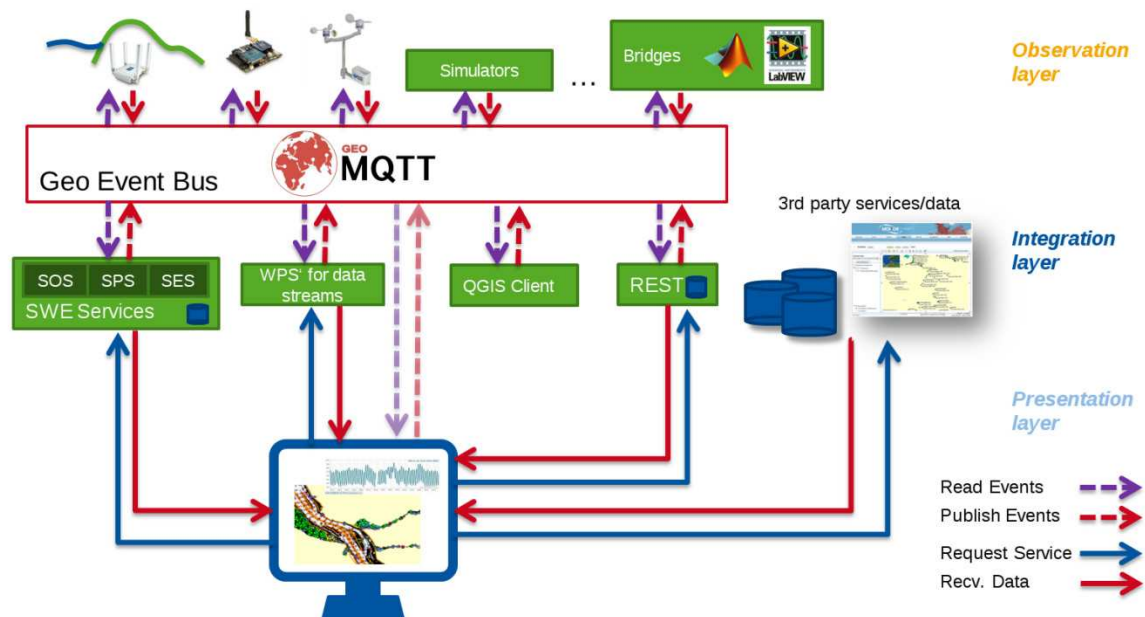 Observation
layer
Simulators
...
Bridges
LabVIEW
Geo Event Bus
GEO
MQTT
3rd party services/data
Integration
layer
SOS
SPS
SES
SWE Services
WPS' for data
streams
QGIS Client
REST
Presentation
layer
Read Events
Publish Events
Request Service
Recv. Data